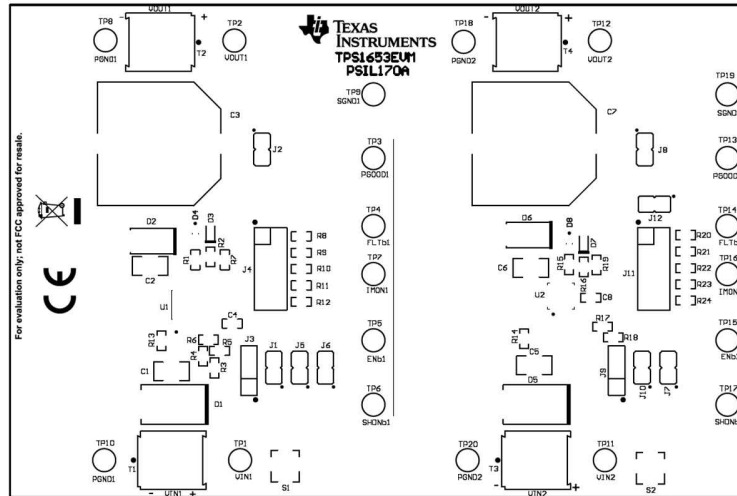 VOUT1
- +
TP8
PGND1
T2
TP2
VOUT1
TEXAS
INSTRUMENTS
TPS1653EVM
PSIL170A
VOUT2
- +
TP18
PGND2
T4
TP12
VOUT2
C3
TP9
SGND1
C7
TP19
SGND
J2
TP3
PGOOD1
J8
TP13
PGOOD
For evaluation only; not FCC approved for resale.
CE
D2
D4
D3
R1
R2
R7
C2
J4
R8
R9
R10
R11
R12
TP4
FLTb1
TP7
IMON1
D6
D8
D7
C6
R15
R16
R19
J12
J11
R20
R21
R22
R23
R24
TP14
FLTb
TP16
IMON
U1
C4
U2
C8
R13
R6
R5
R4
R3
J3
J1
J5
J6
TP5
ENb1
R14
R17
R18
TP15
ENb
C1
D1
TP6
SHDNb1
C5
D5
J9
J10
J7
TP17
SHDNb
TP10
PGND1
T1
VIN1
- +
TP1
VIN1
S1
TP20
PGND2
T3
VIN2
- +
TP11
VIN2
S2